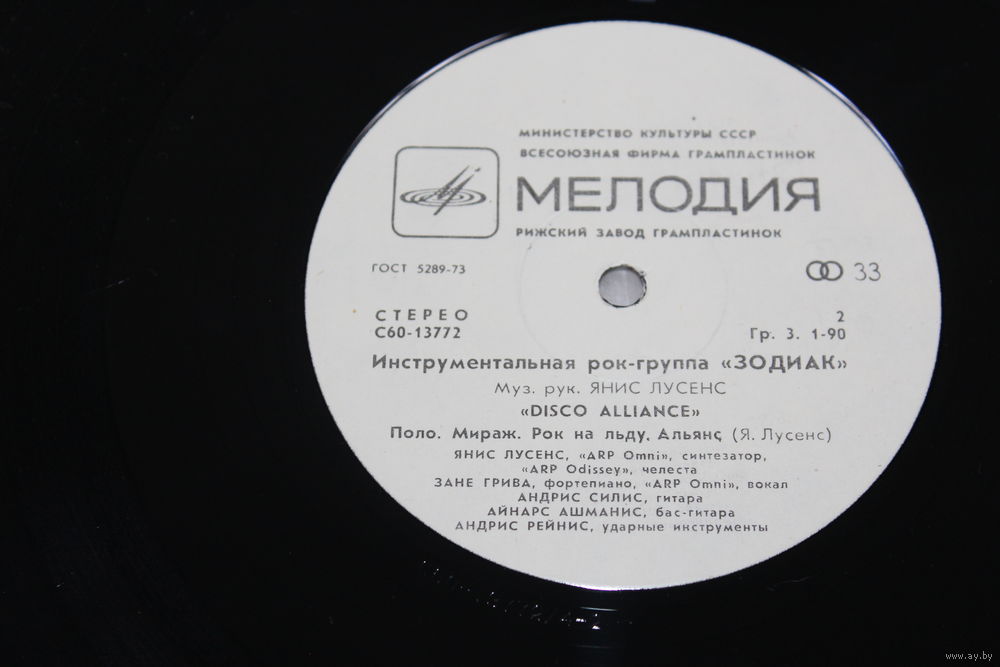 МИНИСТЕРСТВО КУЛЬТУРЫ СССР
ВСЕСОЮЗНАЯ ФИРМА ГРАМПЛАСТИНОК
МЕЛОДИЯ
РИЖСКИЙ ЗАВОД ГРАМПЛАСТИНОК
ГОСТ 5289-73
33
СТЕРЕО
2
С60-13772
Гр. 3. 1-90
Инструментальная рок-группа «ЗОДИАК»
Муз. рук. ЯНИС ЛУСЕНС
«DISCO ALLIANCE»
Поло. Мираж. Рок на льду. Альянс (Я. Лусенс)
ЯНИС ЛУСЕНС, «ARP Omni», синтезатор,
«ARP Odissey», челеста
ЗАНЕ ГРИВА, фортепиано, «ARP Omni», вокал
АНДРИС СИЛИС, гитара
АЙНАРС АШМАНИС, бас-гитара
АНДРИС РЕЙНИС, ударные инструменты
www.ay.by